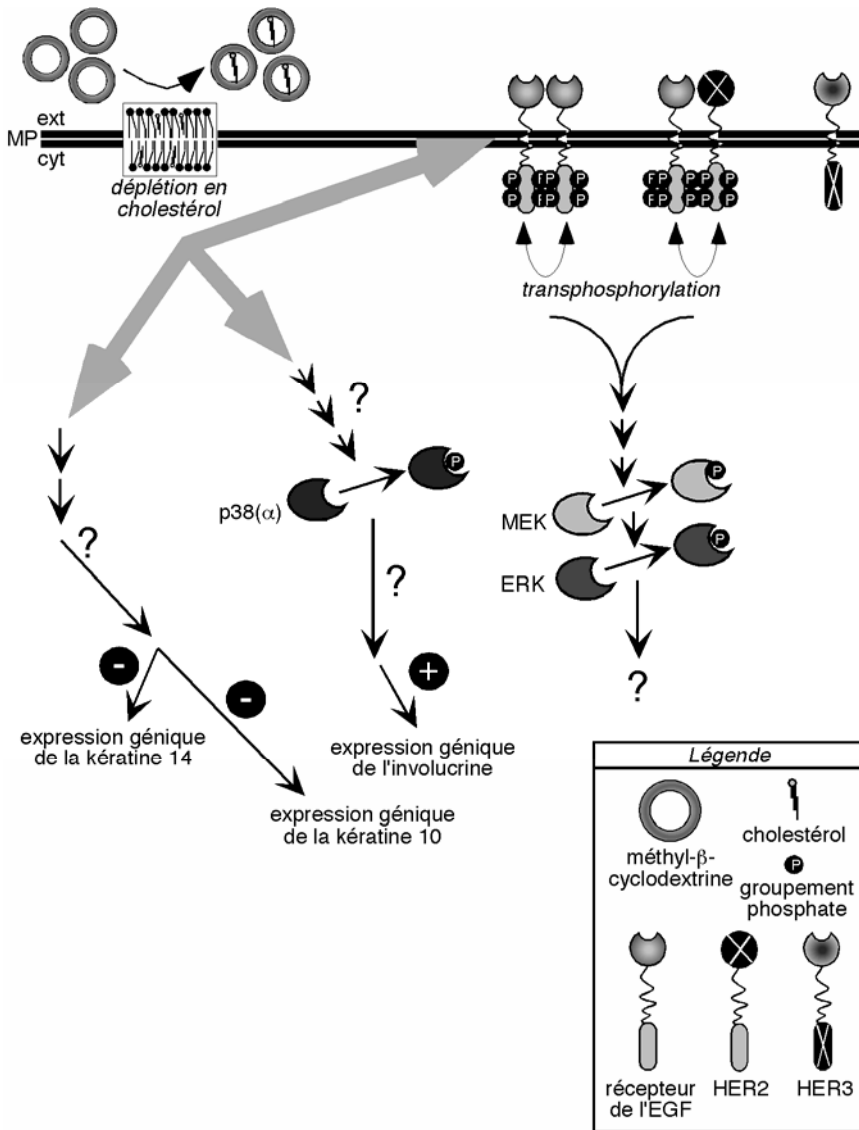 ext
MP
cyt
déplétion en
cholestérol
P P P P
P P P P
P P P P
P P P P
transphosphorylation
?
P
p38(α)
P
MEK
P
ERK
?
?
?
-
-
+
expression génique
de la kératine 14
expression génique
de l'involucrine
expression génique
de la kératine 10
Légende
méthyl-β-
cyclodextrine
cholestérol
P
groupement
phosphate
récepteur
de l'EGF
HER2
HER3